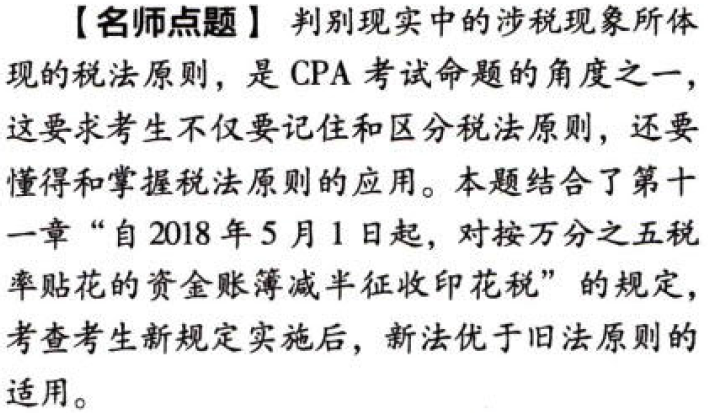 【名师点题】 判别现实中的涉税现象所体
现的税法原则，是 CPA 考试命题的角度之一，
这要求考生不仅要记住和区分税法原则，还要
懂得和掌握税法原则的应用。本题结合了第十
一章“自 2018 年 5 月 1 日起，对按万分之五税
率贴花的资金账簿减半征收印花税”的规定，
考查考生新规定实施后，新法优于旧法原则的
适用。